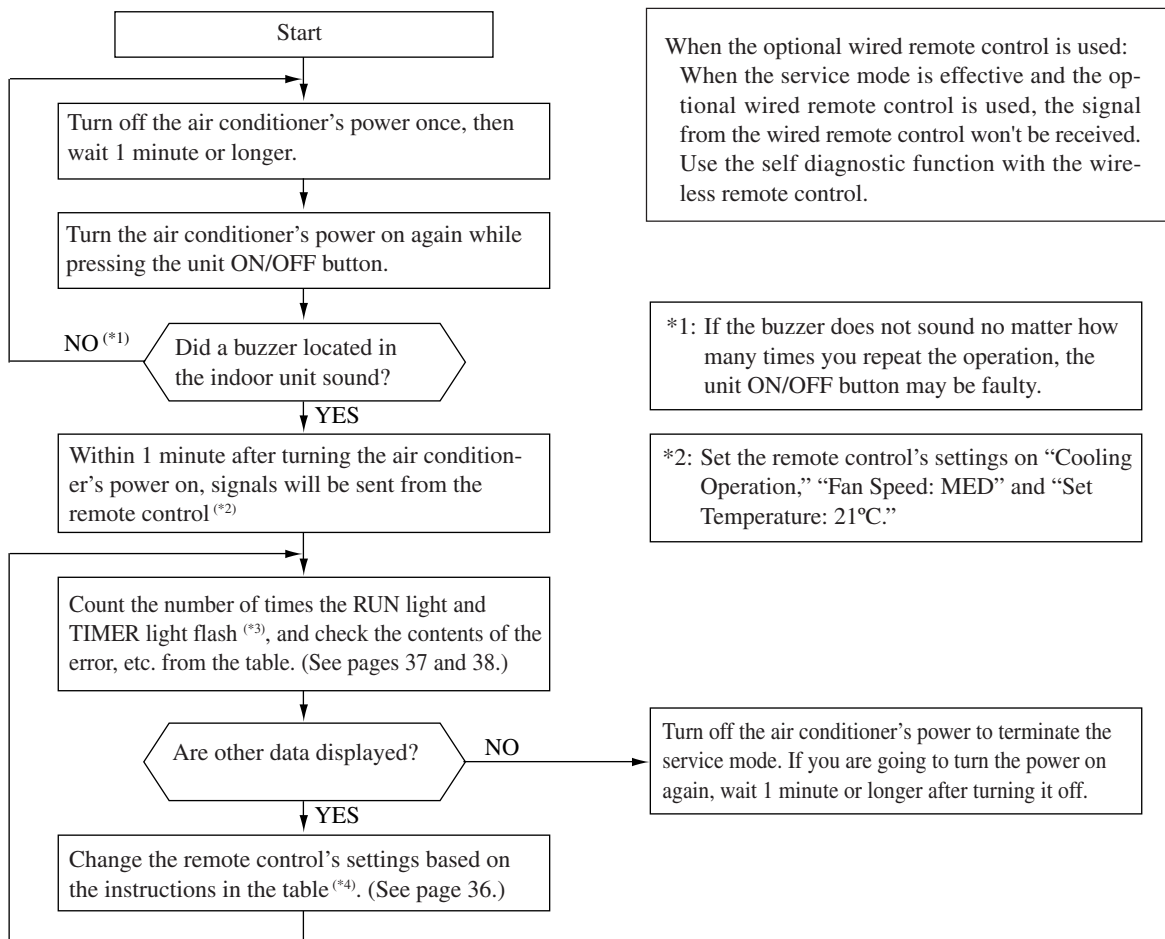 Start
Turn off the air conditioner's power once, then
wait 1 minute or longer.
Turn the air conditioner's power on again while
pressing the unit ON/OFF button.
NO (*1)
Did a buzzer located in
the indoor unit sound?
YES
Within 1 minute after turning the air condition-
er's power on, signals will be sent from the
remote control (*2)
Count the number of times the RUN light and
TIMER light flash (*3), and check the contents of the
error, etc. from the table. (See pages 37 and 38.)
Are other data displayed?
NO
YES
Change the remote control's settings based on
the instructions in the table (*4). (See page 36.)
When the optional wired remote control is used:
When the service mode is effective and the op-
tional wired remote control is used, the signal
from the wired remote control won't be received.
Use the self diagnostic function with the wire-
less remote control.
*1: If the buzzer does not sound no matter how
many times you repeat the operation, the
unit ON/OFF button may be faulty.
*2: Set the remote control's settings on “Cooling
Operation,” “Fan Speed: MED” and “Set
Temperature: 21ºC.”
Turn off the air conditioner's power to terminate the
service mode. If you are going to turn the power on
again, wait 1 minute or longer after turning it off.